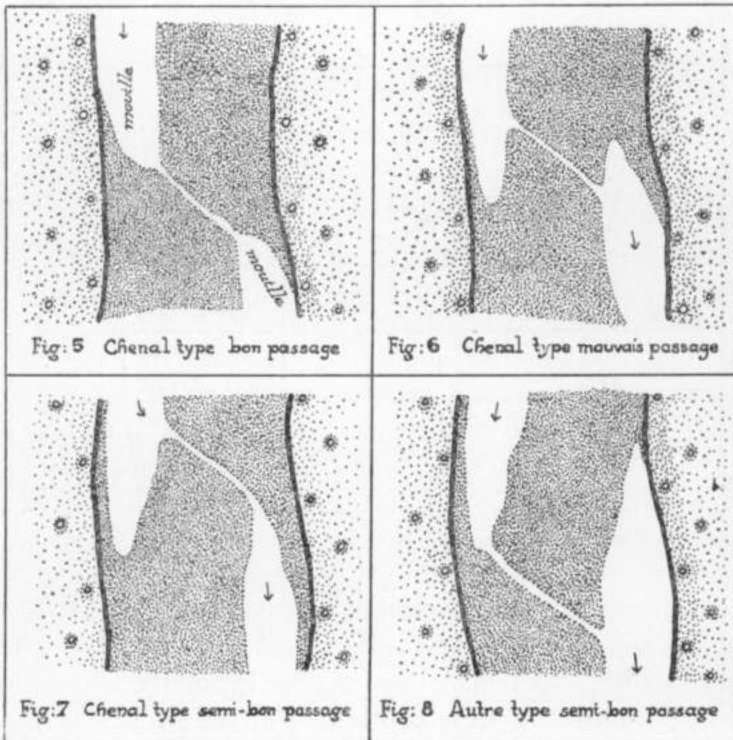 mouille
mouille
Fig: 5 Chenal type bon passage
Fig: 6 Chenal type mauvais passage
Fig: 7 Chenal type semi-bon passage
Fig: 8 Autre type semi-bon passage